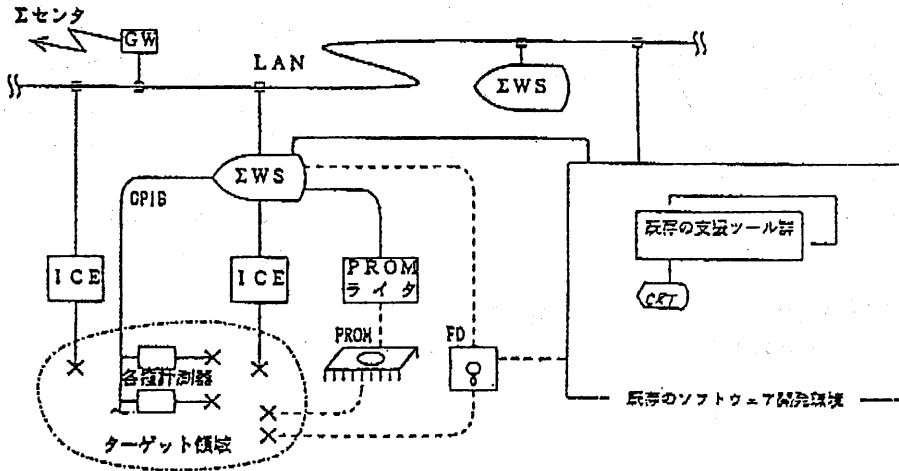 Σセンタ
GW
LAN
ΣWS
ΣWS
GPIB
既存の支援ツール群
ICE
ICE
PROM
ライタ
CRT
PROM
FD
各種計測器
既存のソフトウェア開発環境
ターゲット領域